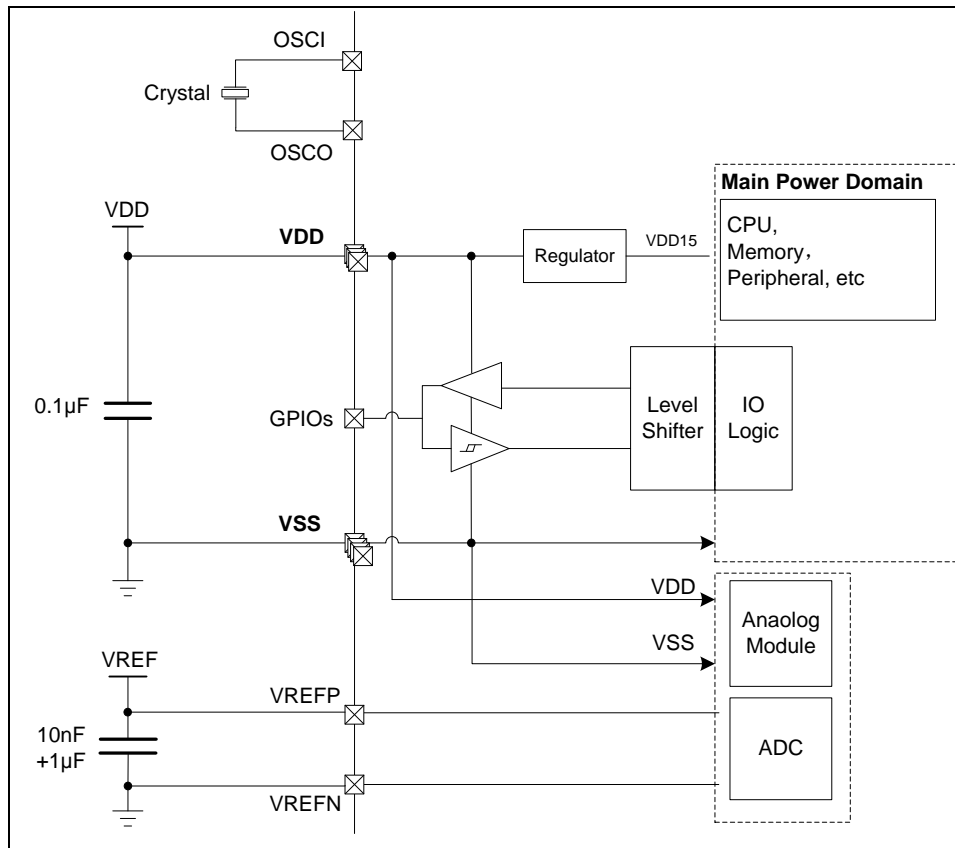 OSCI
Crystal
OSCO
Main Power Domain
VDD
VDD
CPU,
Memory，
Peripheral, etc
Regulator
VDD15
0.1µF
GPIOs
Level
Shifter
IO
Logic
VSS
VDD
Anaolog
Module
VSS
VREF
VREFP
10nF
+1µF
ADC
VREFN